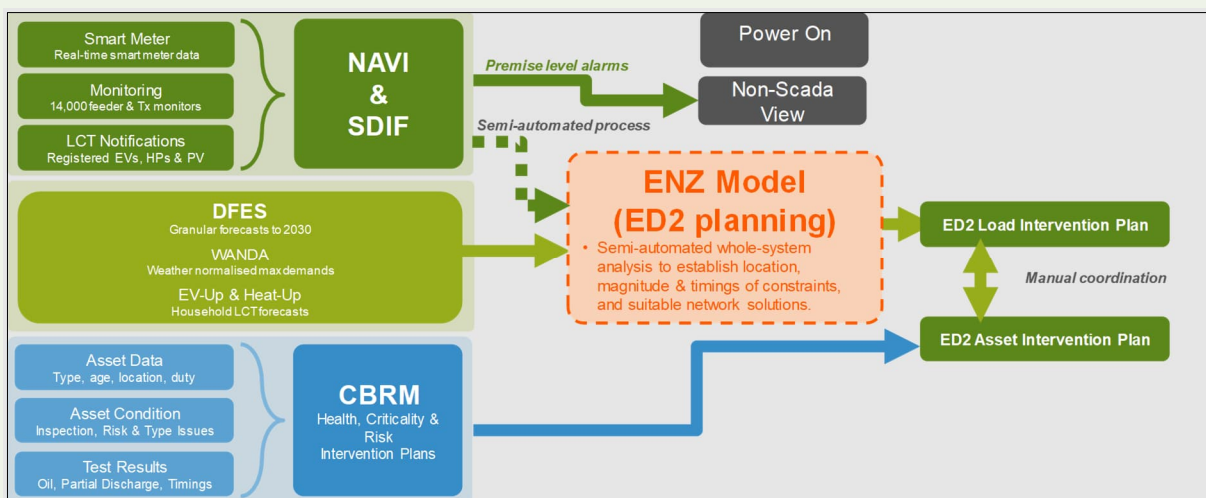 Smart Meter
Real-time smart meter data
Monitoring
14,000 feeder & Tx monitors
LCT Notifications
Registered EVs, HPs & PV
NAVI
&
SDIF
Premise level alarms
Semi-automated process
Power On
Non-Scada
View
DFES
Granular forecasts to 2030
WANDA
Weather normalised max demands
EV-Up & Heat-Up
Household LCT forecasts
ENZ Model
(ED2 planning)
• Semi-automated whole-system
analysis to establish location,
magnitude & timings of constraints,
and suitable network solutions.
ED2 Load Intervention Plan
Manual coordination
ED2 Asset Intervention Plan
Asset Data
Type, age, location, duty
Asset Condition
Inspection, Risk & Type Issues
Test Results
Oil, Partial Discharge, Timings
CBRM
Health, Criticality &
Risk
Intervention Plans